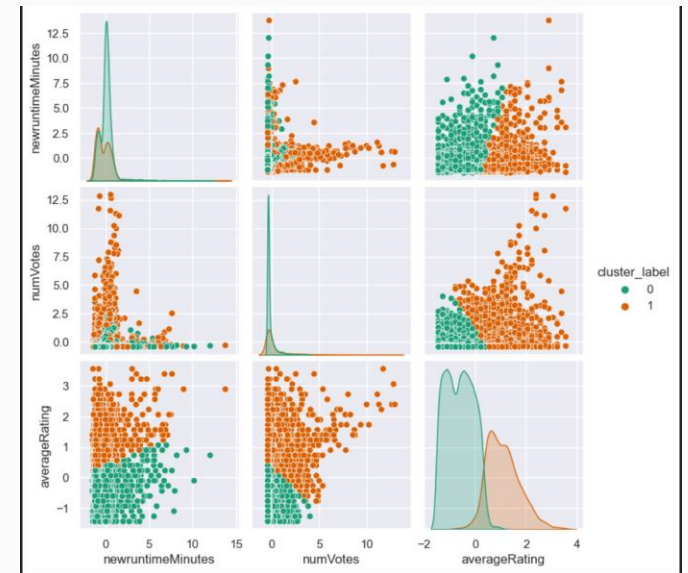 newruntimeMinutes
12.5
10.0
7.5
5.0
2.5
0.0
numVotes
12.5
10.0
7.5
5.0
2.5
0.0
cluster_label
0
1
averageRating
3
2
1
0
−1
0 5 10 15
newruntimeMinutes
0 5 10
numVotes
−2 0 2 4
averageRating